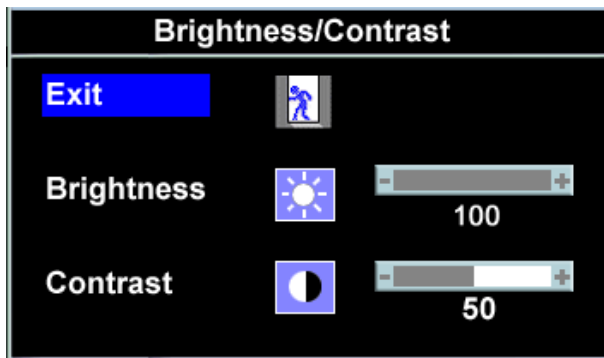 Brightness/Contrast
Exit
Brightness
- +
100
Contrast
- +
50